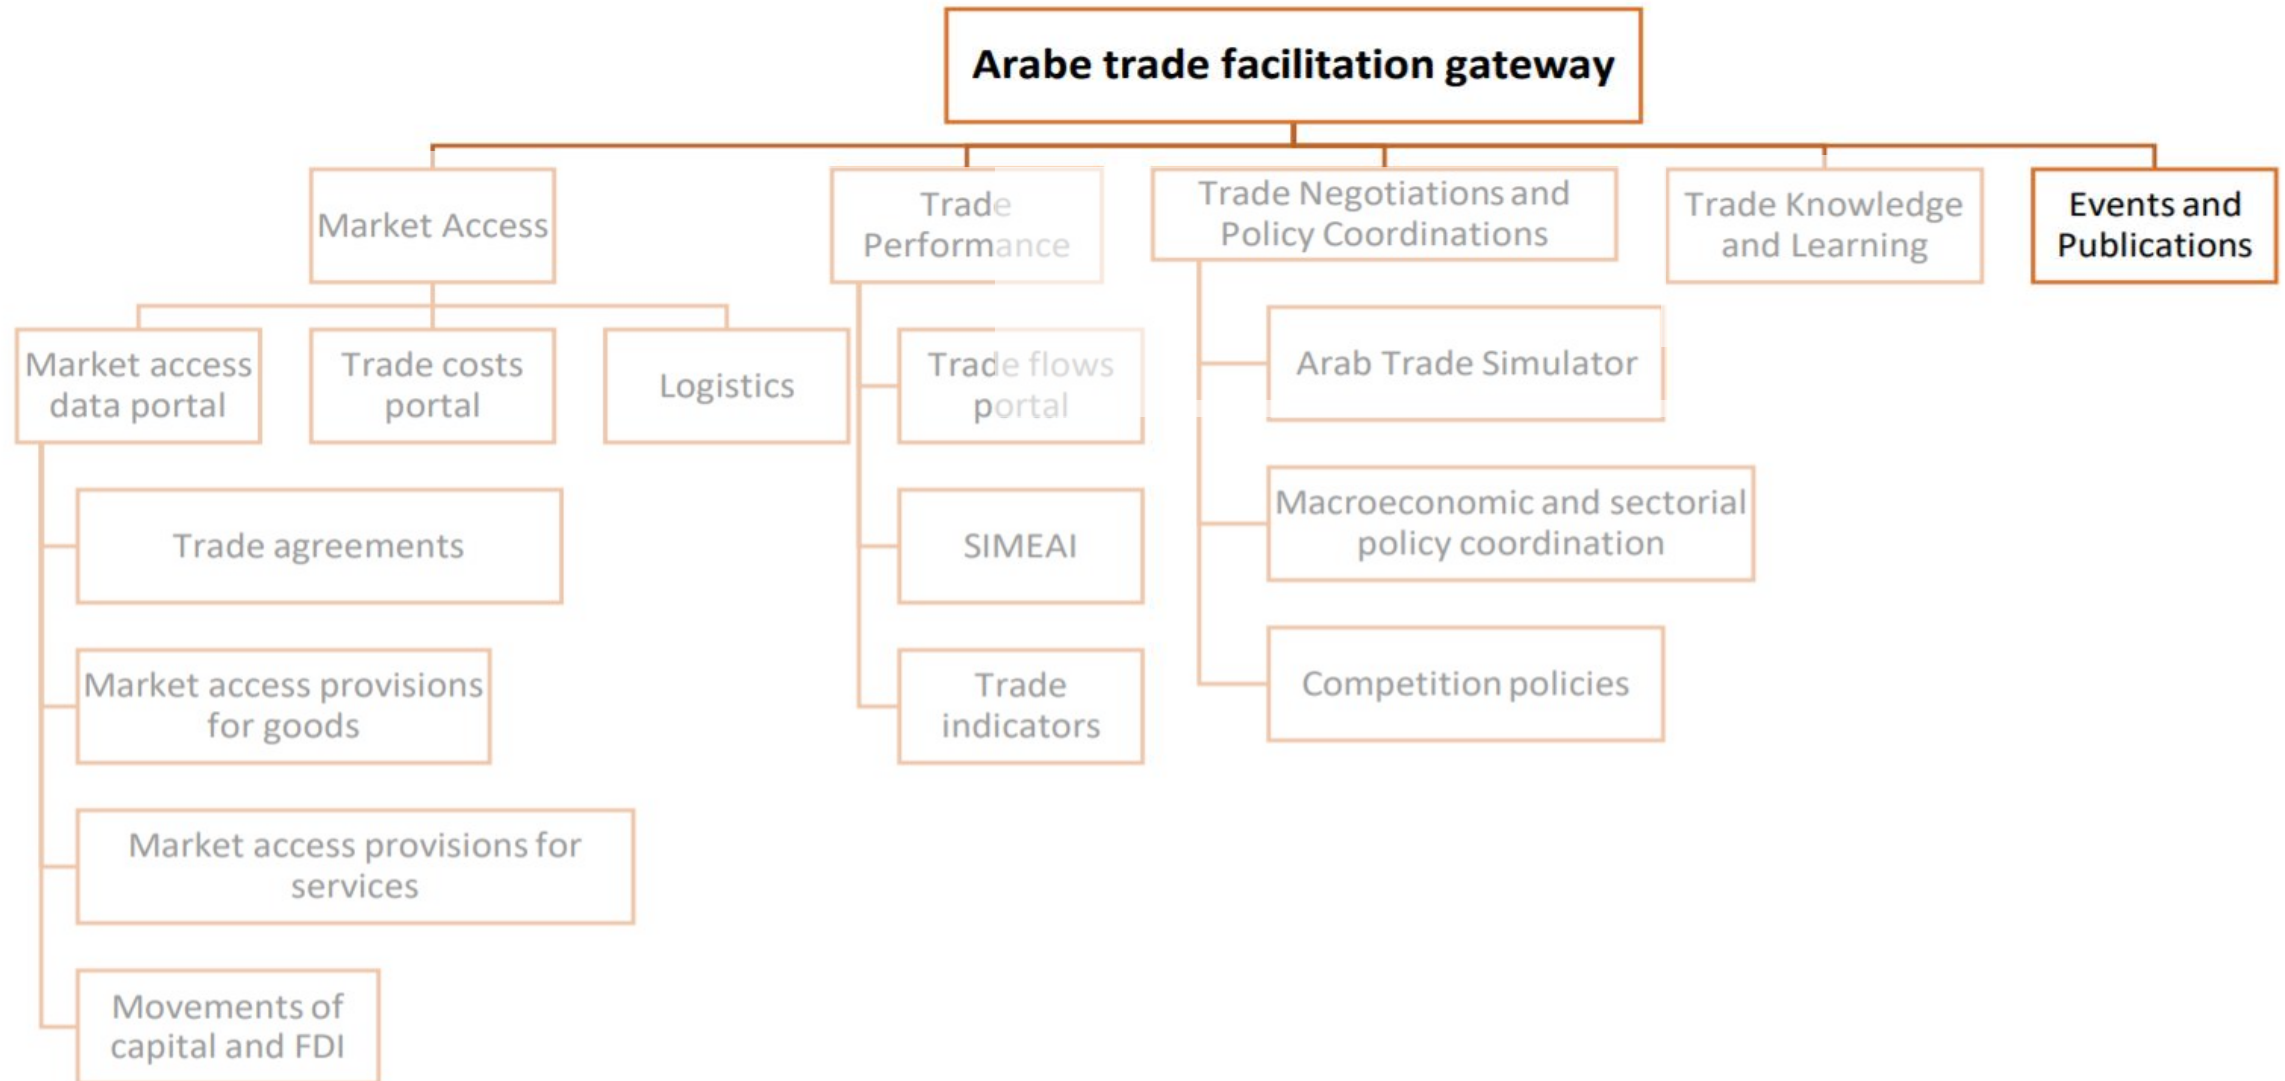 Arabe trade facilitation gateway
Market Access
Trade
Performance
Trade Negotiations and
Policy Coordinations
Trade Knowledge
and Learning
Events and
Publications
Market access
data portal
Trade costs
portal
Logistics
Trade flows
portal
Arab Trade Simulator
Trade agreements
SIMEAI
Macroeconomic and sectorial
policy coordination
Market access provisions
for goods
Trade
indicators
Competition policies
Market access provisions for
services
Movements of
capital and FDI